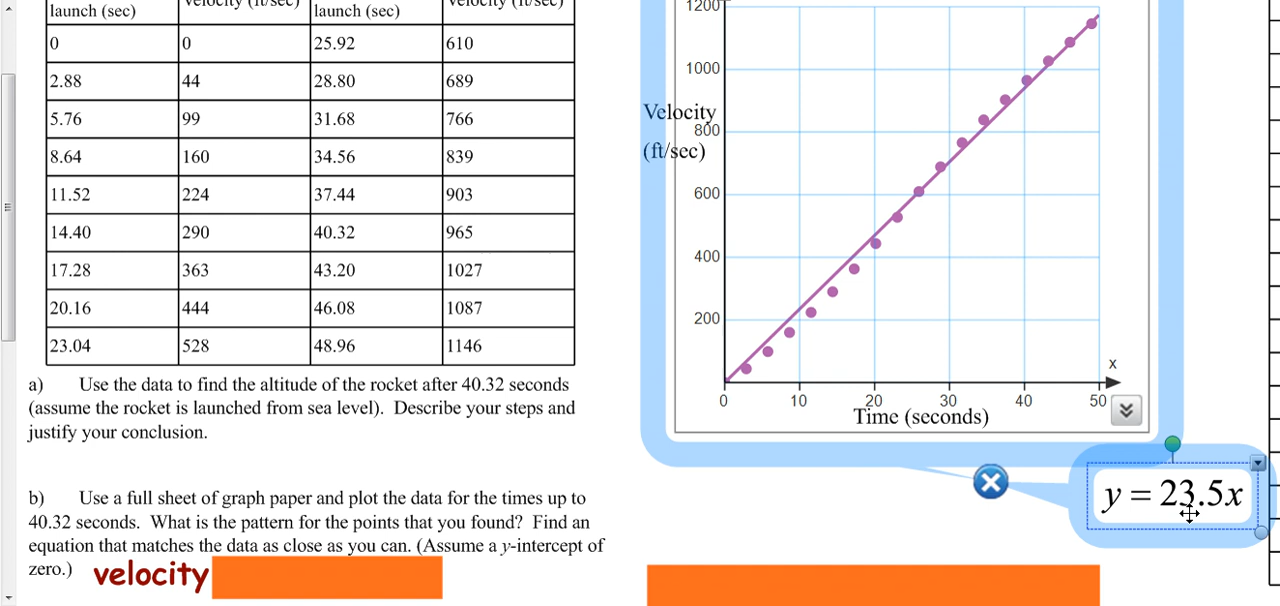 launch (sec) velocity (ft/sec) launch (sec) velocity (ft/sec)
0 0 25.92 610
2.88 44 28.80 689
5.76 99 31.68 766
8.64 160 34.56 839
11.52 224 37.44 903
14.40 290 40.32 965
17.28 363 43.20 1027
20.16 444 46.08 1087
23.04 528 48.96 1146
a) Use the data to find the altitude of the rocket after 40.32 seconds
(assume the rocket is launched from sea level). Describe your steps and
justify your conclusion.
b) Use a full sheet of graph paper and plot the data for the times up to
40.32 seconds. What is the pattern for the points that you found? Find an
equation that matches the data as close as you can. (Assume a y-intercept of
zero.) velocity
1200
1000
Velocity
800
(ft/sec)
600
400
200
x
0 10 20 30 40 50
Time (seconds)
y = 23.5x